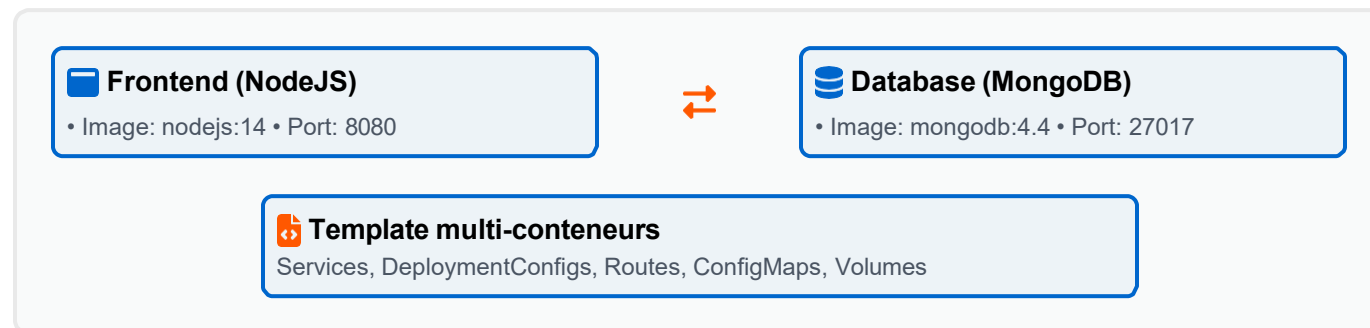 Frontend (NodeJS)
• Image: nodejs:14 • Port: 8080
Database (MongoDB)
• Image: mongodb:4.4 • Port: 27017
Template multi-conteneurs
Services, DeploymentConfigs, Routes, ConfigMaps, Volumes